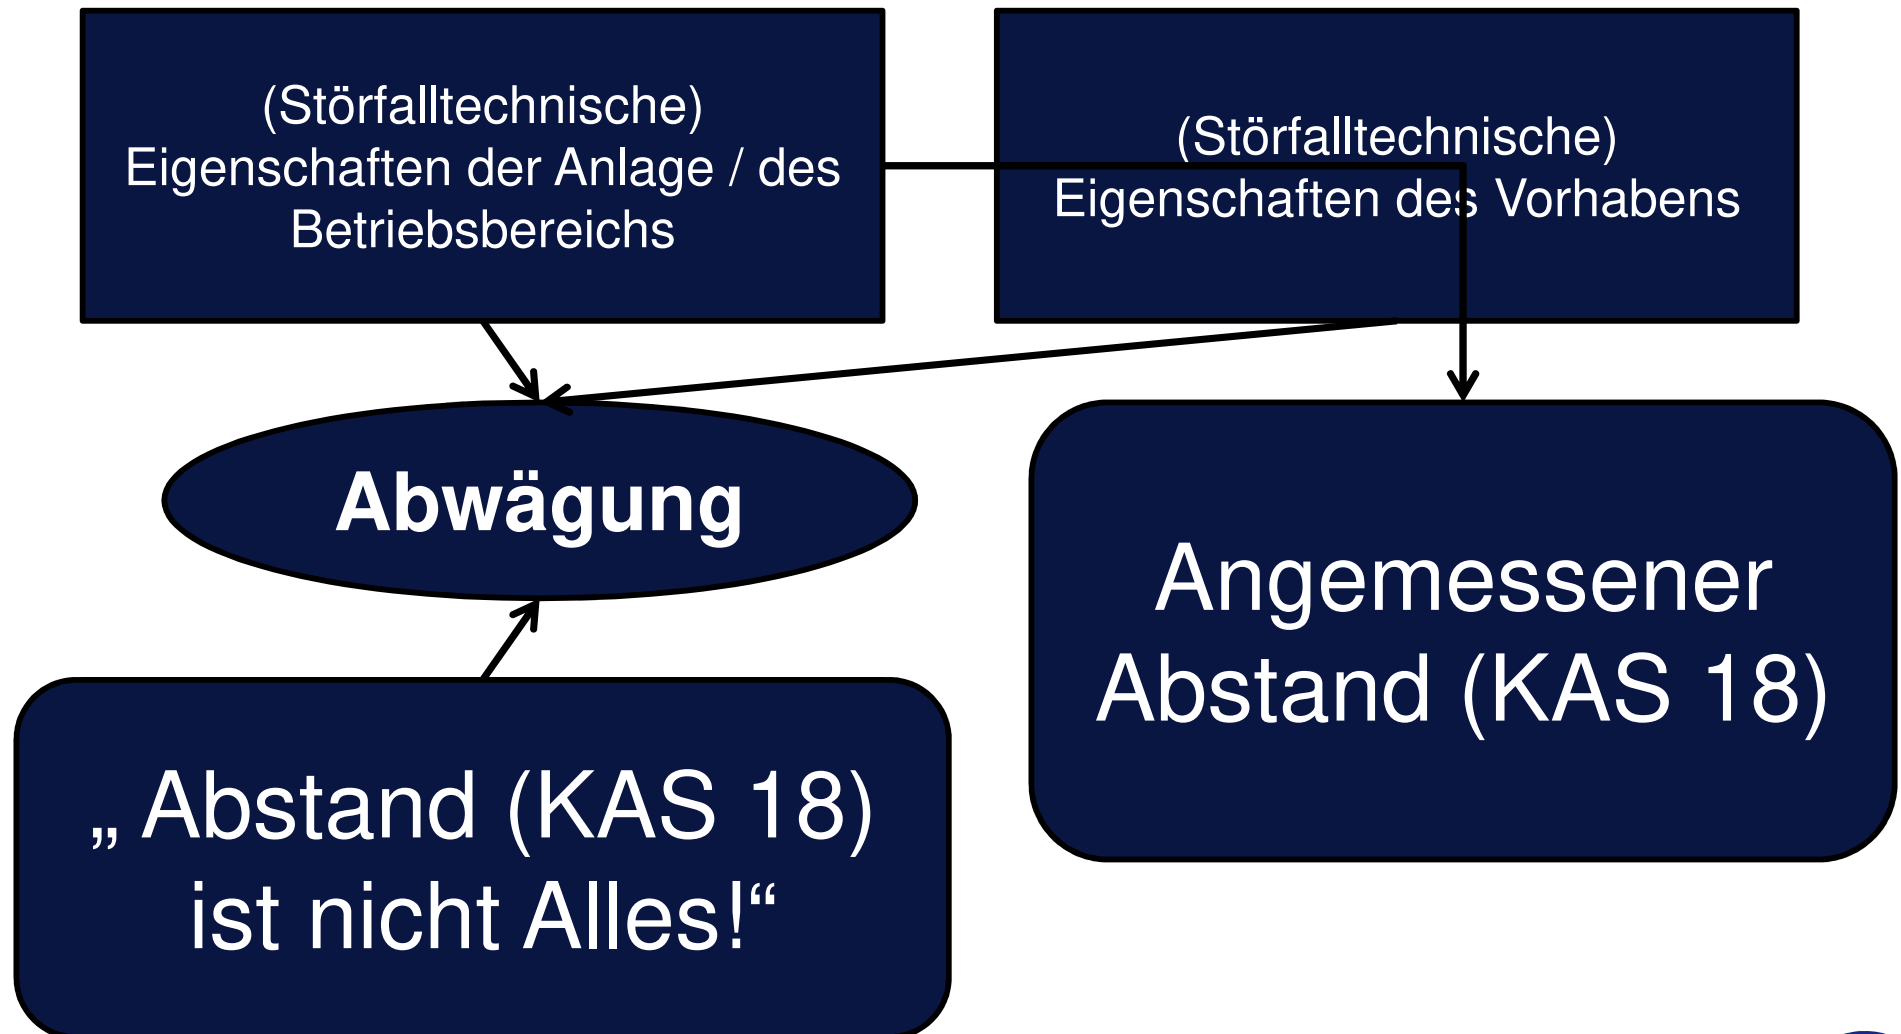 (Störfalltechnische)
Eigenschaften der Anlage / des
Betriebsbereichs
(Störfalltechnische)
Eigenschaften des Vorhabens
Abwägung
Angemessener
Abstand (KAS 18)
„ Abstand (KAS 18)
ist nicht Alles!“